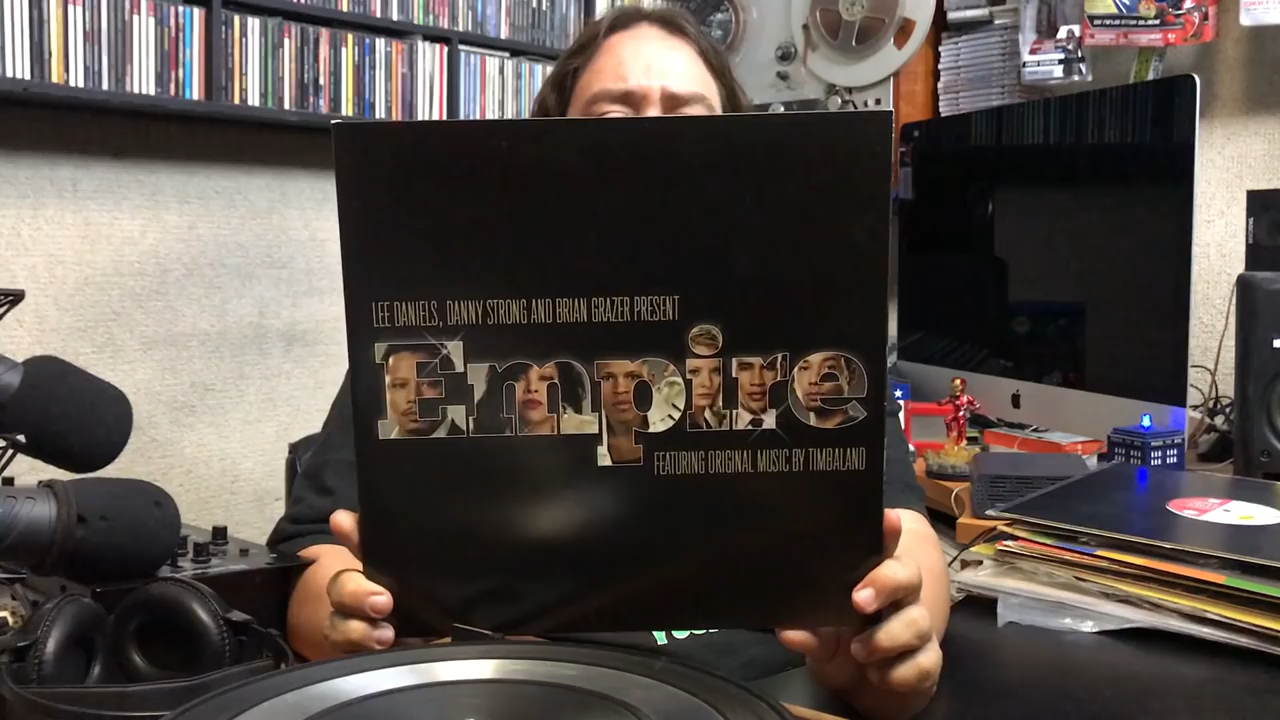 LEE DANIELS, DANNY STRONG AND BRIAN GRAZER PRESENT
Empire
FEATURING ORIGINAL MUSIC BY TIMBALAND